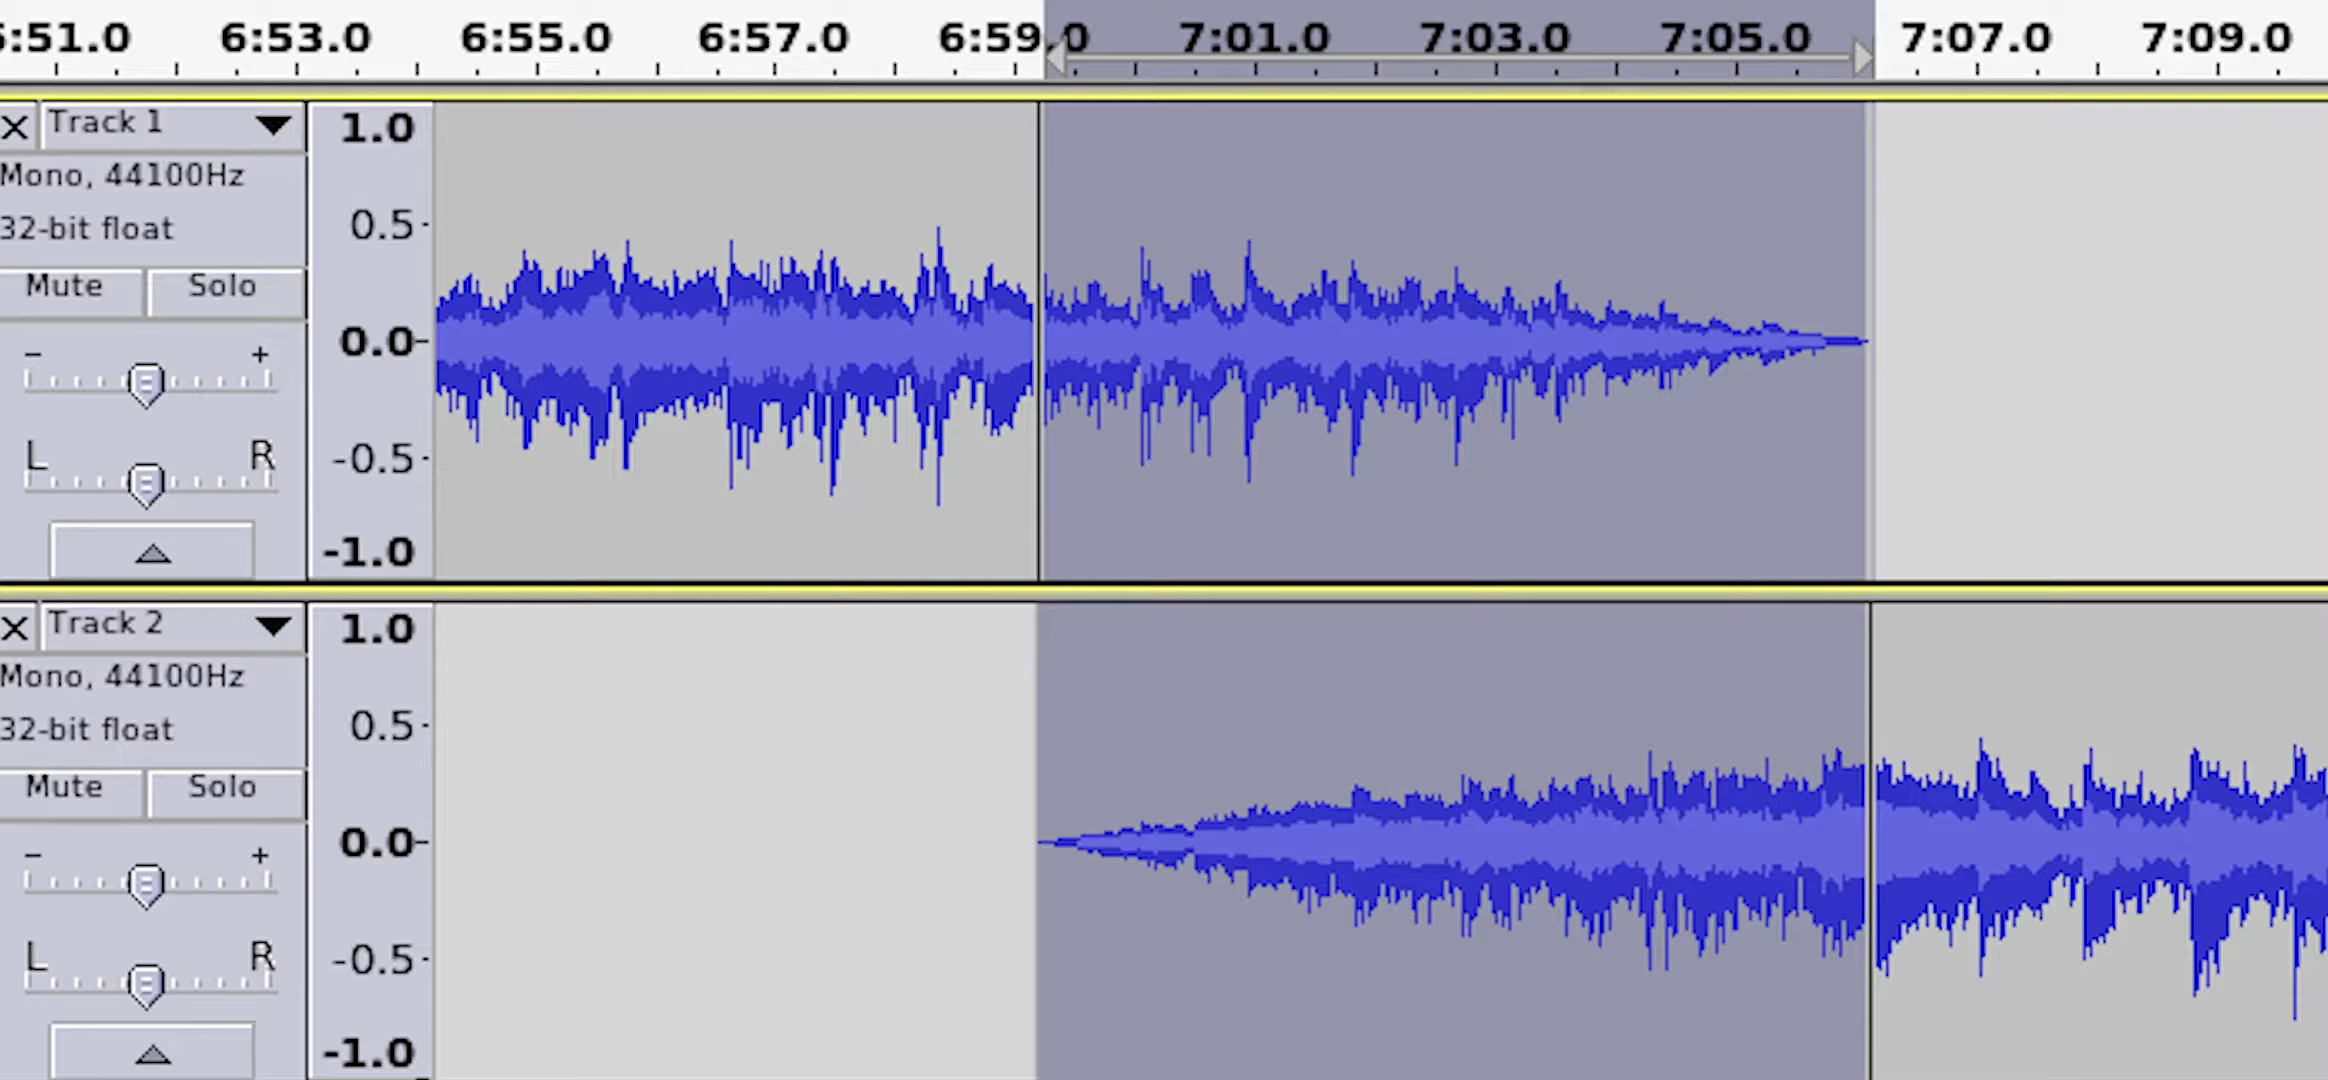 6:51.0 6:53.0 6:55.0 6:57.0 6:59.0 7:01.0 7:03.0 7:05.0 7:07.0 7:09.0
X Track 1 1.0
Mono, 44100Hz
32-bit float 0.5
Mute Solo
- + 0.0
L R -0.5
-1.0
X Track 2 1.0
Mono, 44100Hz
32-bit float 0.5
Mute Solo
- + 0.0
L R -0.5
-1.0